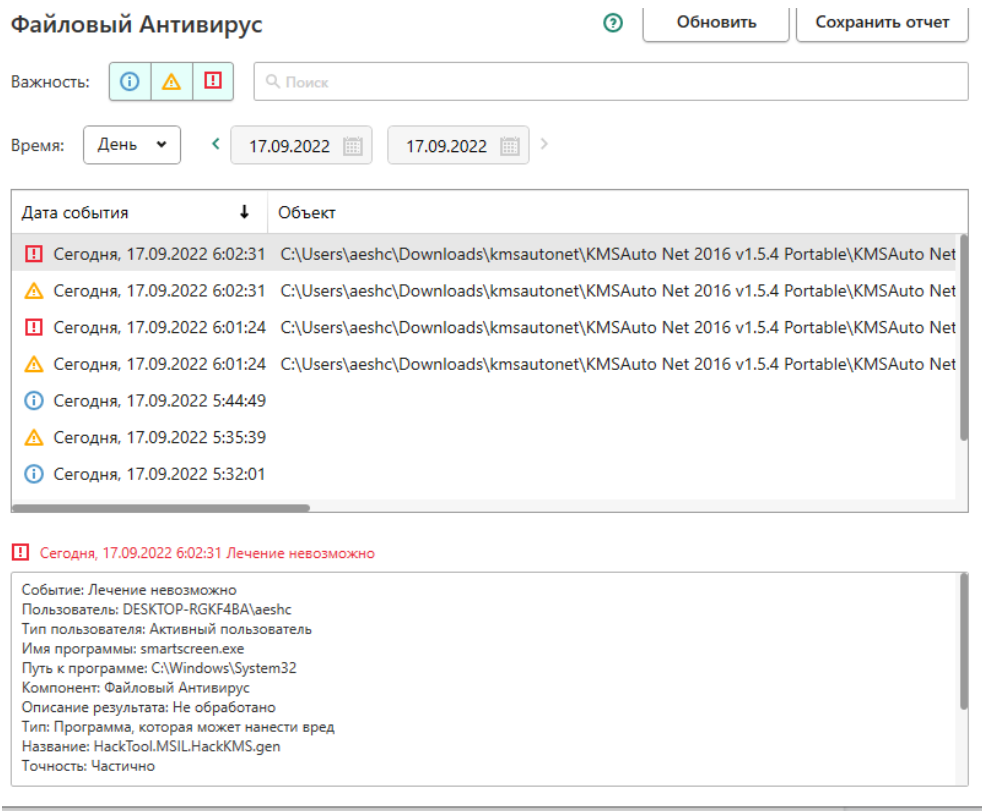 Файловый Антивирус
Обновить
Сохранить отчет
Важность:
Поиск
Время:
День
17.09.2022
17.09.2022
Дата события
Объект
Сегодня, 17.09.2022 6:02:31 C:\Users\aeshc\Downloads\kmsautonet\KMSAuto Net 2016 v1.5.4 Portable\KMSAuto Net
Сегодня, 17.09.2022 6:02:31 C:\Users\aeshc\Downloads\kmsautonet\KMSAuto Net 2016 v1.5.4 Portable\KMSAuto Net
Сегодня, 17.09.2022 6:01:24 C:\Users\aeshc\Downloads\kmsautonet\KMSAuto Net 2016 v1.5.4 Portable\KMSAuto Net
Сегодня, 17.09.2022 6:01:24 C:\Users\aeshc\Downloads\kmsautonet\KMSAuto Net 2016 v1.5.4 Portable\KMSAuto Net
Сегодня, 17.09.2022 5:44:49
Сегодня, 17.09.2022 5:35:39
Сегодня, 17.09.2022 5:32:01
Сегодня, 17.09.2022 6:02:31 Лечение невозможно
Событие: Лечение невозможно
Пользователь: DESKTOP-RGKF4BA\aeshc
Тип пользователя: Активный пользователь
Имя программы: smartscreen.exe
Путь к программе: C:\Windows\System32
Компонент: Файловый Антивирус
Описание результата: Не обработано
Тип: Программа, которая может нанести вред
Название: HackTool.MSIL.HackKMS.gen
Точность: Частично